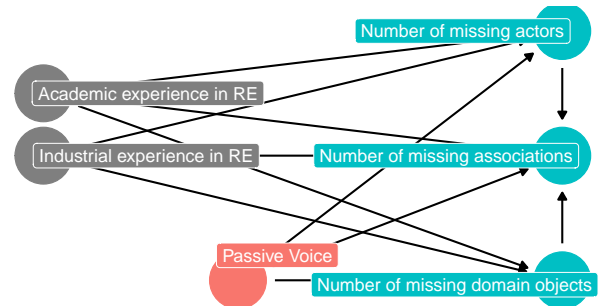 Number of missing actors
Academic experience in RE
Industrial experience in RE
Number of missing associations
Passive Voice
Number of missing domain objects